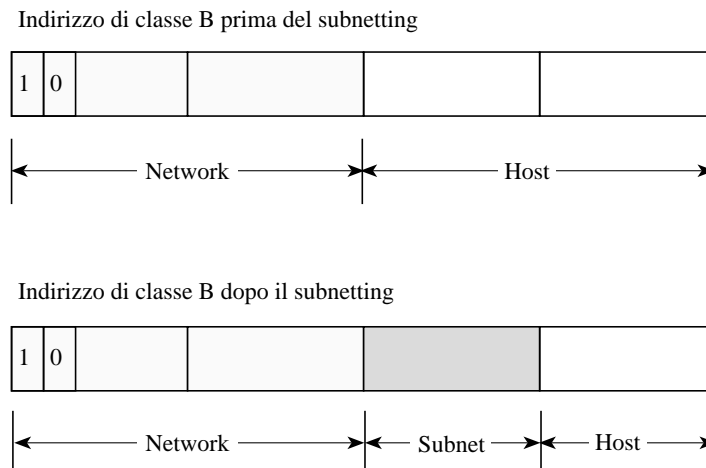 Indirizzo di classe B prima del subnetting
1 0
Network Host
Indirizzo di classe B dopo il subnetting
1 0
Network Subnet Host